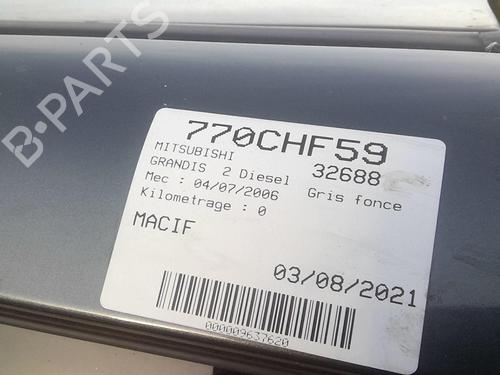 B-PARTS
770CHF59
MITSUBISHI
GRANDIS 2 Diesel 32688
Mec : 04/07/2006 Gris fonce
Kilometrage : 0
MACIF
03/08/2021
000009637620